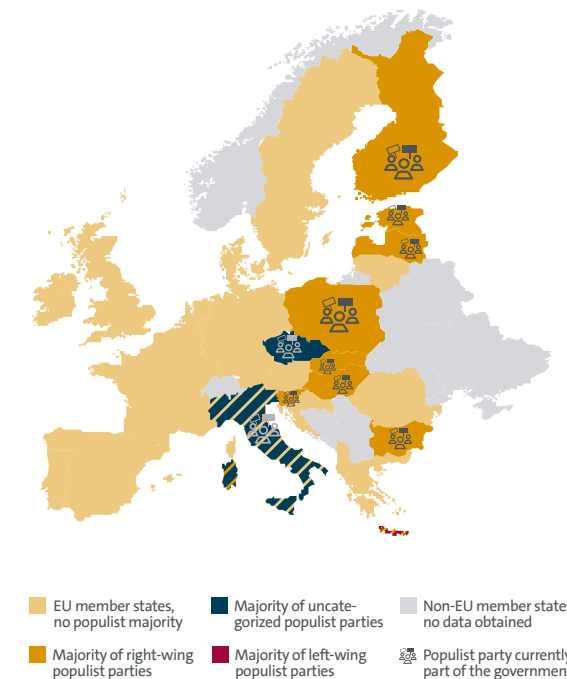 EU member states,
no populist majority
Majority of uncate-
gorized populist parties
Non-EU member state
no data obtained
Majority of right-wing
populist parties
Majority of left-wing
populist parties
Populist party currently
part of the governmen